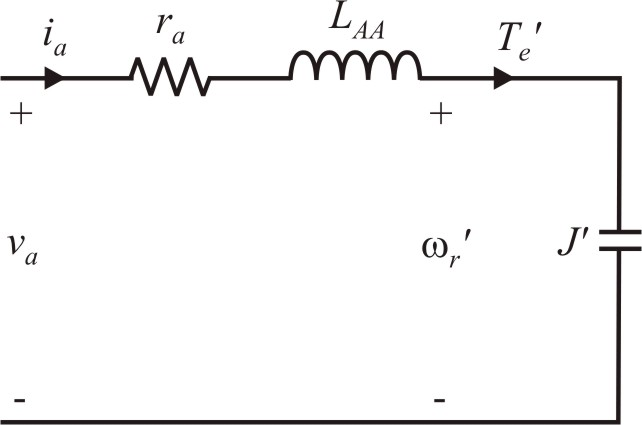 i_a r_a L_AA T_e′
+ +
v_a ω_r′ J′
- -